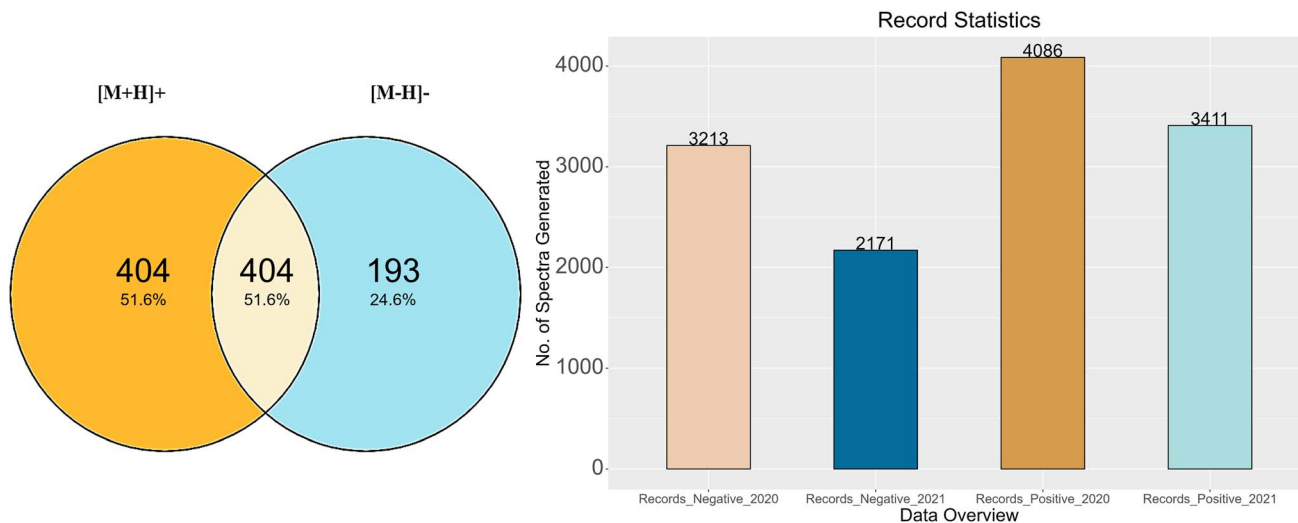 [M+H]+
[M-H]-
404
51.6%
404
51.6%
193
24.6%
Record Statistics
No. of Spectra Generated
4000
3000
2000
1000
0
3213
2171
4086
3411
Records_Negative_2020
Records_Negative_2021
Records_Positive_2020
Records_Positive_2021
Data Overview